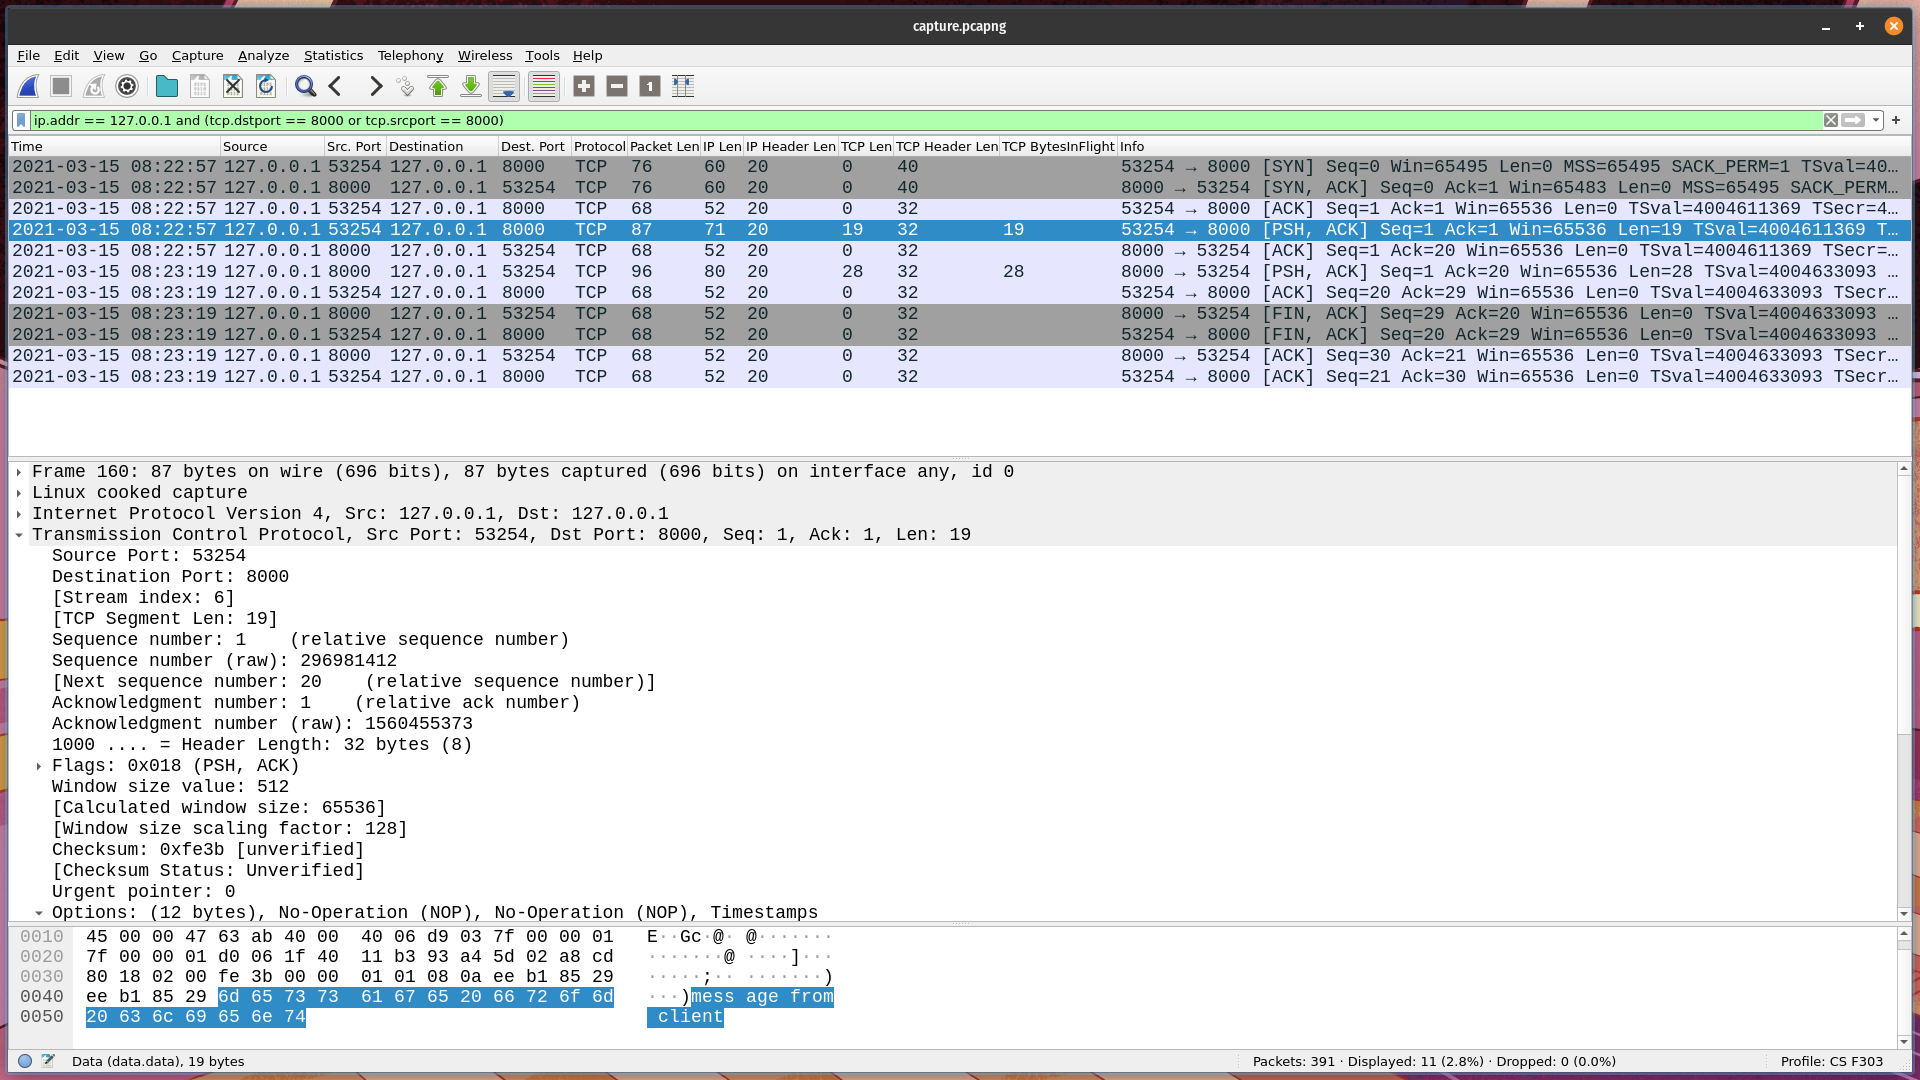 capture.pcapng
File Edit View Go Capture Analyze Statistics Telephony Wireless Tools Help
ip.addr == 127.0.0.1 and (tcp.dstport == 8000 or tcp.srcport == 8000)
Time Source Src. Port Destination Dest. Port Protocol Packet Len IP Len IP Header Len TCP Len TCP Header Len TCP BytesInFlight Info
2021-03-15 08:22:57 127.0.0.1 53254 127.0.0.1 8000 TCP 76 60 20 0 40 53254 → 8000 [SYN] Seq=0 Win=65495 Len=0 MSS=65495 SACK_PERM=1 TSval=40…
2021-03-15 08:22:57 127.0.0.1 8000 127.0.0.1 53254 TCP 76 60 20 0 40 8000 → 53254 [SYN, ACK] Seq=0 Ack=1 Win=65483 Len=0 MSS=65495 SACK_PERM…
2021-03-15 08:22:57 127.0.0.1 53254 127.0.0.1 8000 TCP 68 52 20 0 32 53254 → 8000 [ACK] Seq=1 Ack=1 Win=65536 Len=0 TSval=4004611369 TSecr=4…
2021-03-15 08:22:57 127.0.0.1 53254 127.0.0.1 8000 TCP 87 71 20 19 32 19 53254 → 8000 [PSH, ACK] Seq=1 Ack=1 Win=65536 Len=19 TSval=4004611369 T…
2021-03-15 08:22:57 127.0.0.1 8000 127.0.0.1 53254 TCP 68 52 20 0 32 8000 → 53254 [ACK] Seq=1 Ack=20 Win=65536 Len=0 TSval=4004611369 TSecr=…
2021-03-15 08:23:19 127.0.0.1 8000 127.0.0.1 53254 TCP 96 80 20 28 32 28 8000 → 53254 [PSH, ACK] Seq=1 Ack=20 Win=65536 Len=28 TSval=4004633093 …
2021-03-15 08:23:19 127.0.0.1 53254 127.0.0.1 8000 TCP 68 52 20 0 32 53254 → 8000 [ACK] Seq=20 Ack=29 Win=65536 Len=0 TSval=4004633093 TSecr…
2021-03-15 08:23:19 127.0.0.1 8000 127.0.0.1 53254 TCP 68 52 20 0 32 8000 → 53254 [FIN, ACK] Seq=29 Ack=20 Win=65536 Len=0 TSval=4004633093 …
2021-03-15 08:23:19 127.0.0.1 53254 127.0.0.1 8000 TCP 68 52 20 0 32 53254 → 8000 [FIN, ACK] Seq=20 Ack=29 Win=65536 Len=0 TSval=4004633093 …
2021-03-15 08:23:19 127.0.0.1 8000 127.0.0.1 53254 TCP 68 52 20 0 32 8000 → 53254 [ACK] Seq=30 Ack=21 Win=65536 Len=0 TSval=4004633093 TSecr…
2021-03-15 08:23:19 127.0.0.1 53254 127.0.0.1 8000 TCP 68 52 20 0 32 53254 → 8000 [ACK] Seq=21 Ack=30 Win=65536 Len=0 TSval=4004633093 TSecr…
Frame 160: 87 bytes on wire (696 bits), 87 bytes captured (696 bits) on interface any, id 0
Linux cooked capture
Internet Protocol Version 4, Src: 127.0.0.1, Dst: 127.0.0.1
Transmission Control Protocol, Src Port: 53254, Dst Port: 8000, Seq: 1, Ack: 1, Len: 19
Source Port: 53254
Destination Port: 8000
[Stream index: 6]
[TCP Segment Len: 19]
Sequence number: 1    (relative sequence number)
Sequence number (raw): 296981412
[Next sequence number: 20    (relative sequence number)]
Acknowledgment number: 1    (relative ack number)
Acknowledgment number (raw): 1560455373
1000 .... = Header Length: 32 bytes (8)
Flags: 0x018 (PSH, ACK)
Window size value: 512
[Calculated window size: 65536]
[Window size scaling factor: 128]
Checksum: 0xfe3b [unverified]
[Checksum Status: Unverified]
Urgent pointer: 0
Options: (12 bytes), No-Operation (NOP), No-Operation (NOP), Timestamps
0010 45 00 00 47 63 ab 40 00 40 06 d9 03 7f 00 00 01 E··Gc·@· @·······
0020 7f 00 00 01 d0 06 1f 40 11 b3 93 a4 5d 02 a8 cd ·······@ ····]···
0030 80 18 02 00 fe 3b 00 00 01 01 08 0a ee b1 85 29 ·····;·· ·······)
0040 ee b1 85 29 6d 65 73 73 61 67 65 20 66 72 6f 6d ···)mess age from
0050 20 63 6c 69 65 6e 74 client
Data (data.data), 19 bytes Packets: 391 · Displayed: 11 (2.8%) · Dropped: 0 (0.0%) Profile: CS F303